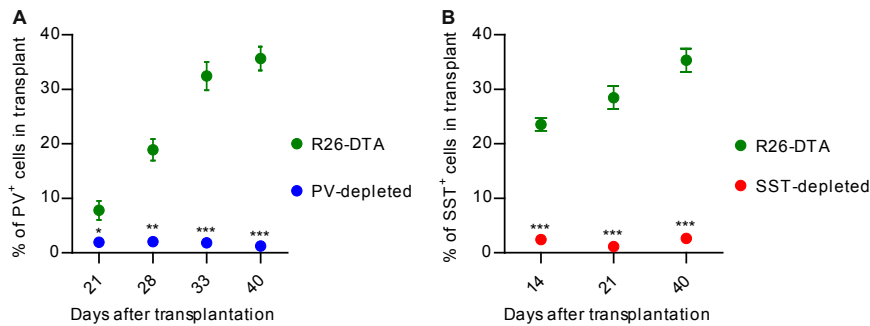 A
% of PV+ cells in transplant
40
30
20
10
0
*
**
***
***
21
28
33
40
Days after transplantation
R26-DTA
PV-depleted
B
% of SST+ cells in transplant
40
30
20
10
0
***
***
***
14
21
40
Days after transplantation
R26-DTA
SST-depleted